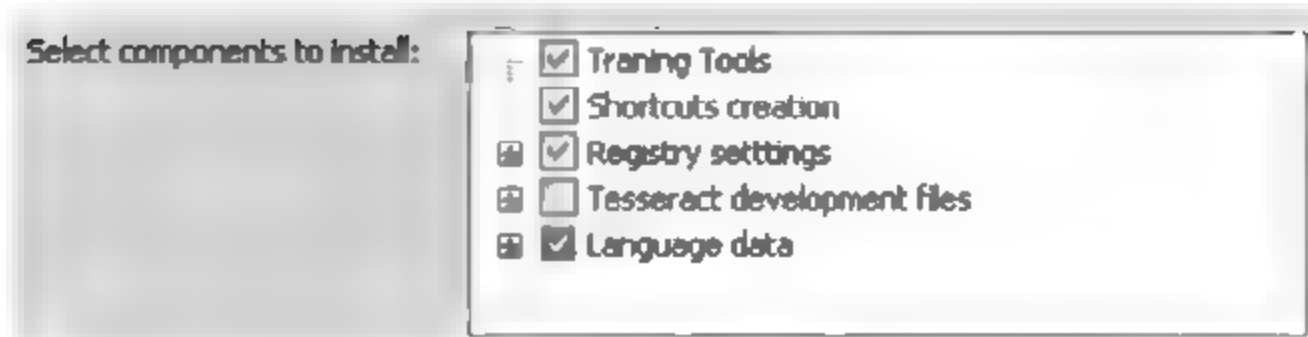 Select components to install:
Traning Tools
Shortcuts creation
Registry setttings
Tesseract development files
Language data